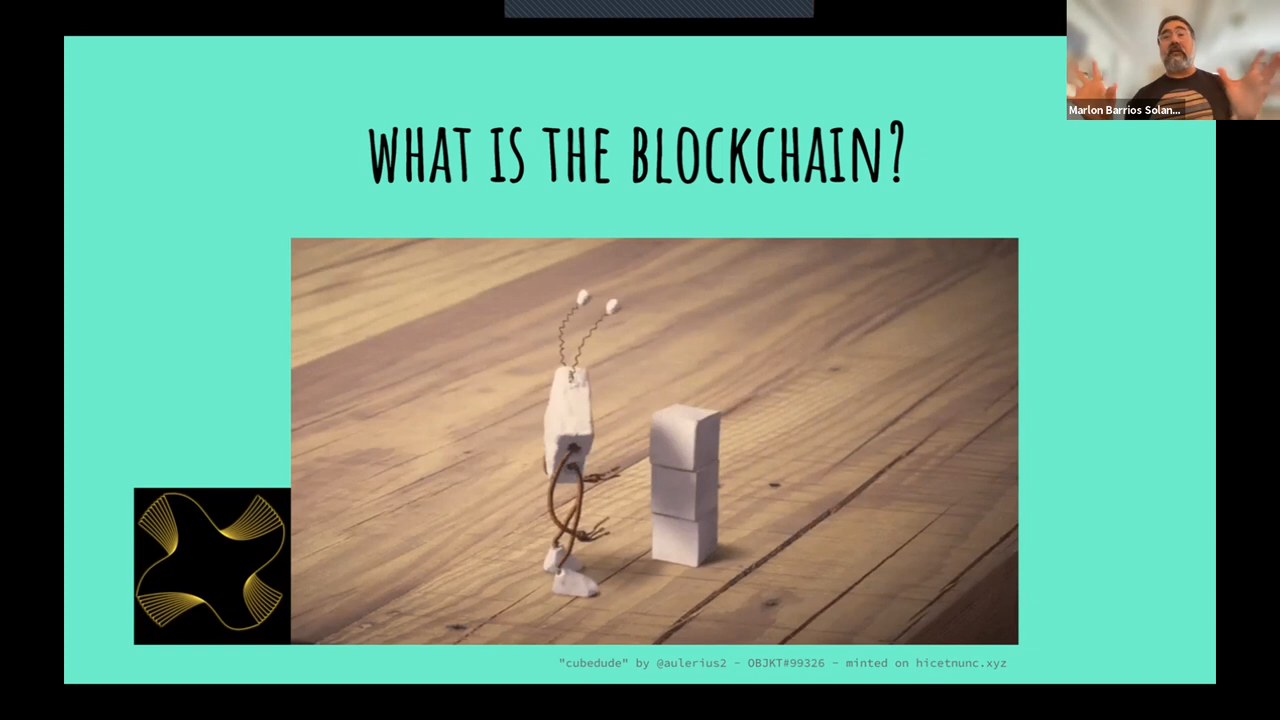 WHAT IS THE BLOCKCHAIN?
Marlon Barrios Solan...
"cubedude" by @aulerius2 - OBJKT#99326 - minted on hicetnunc.xyz